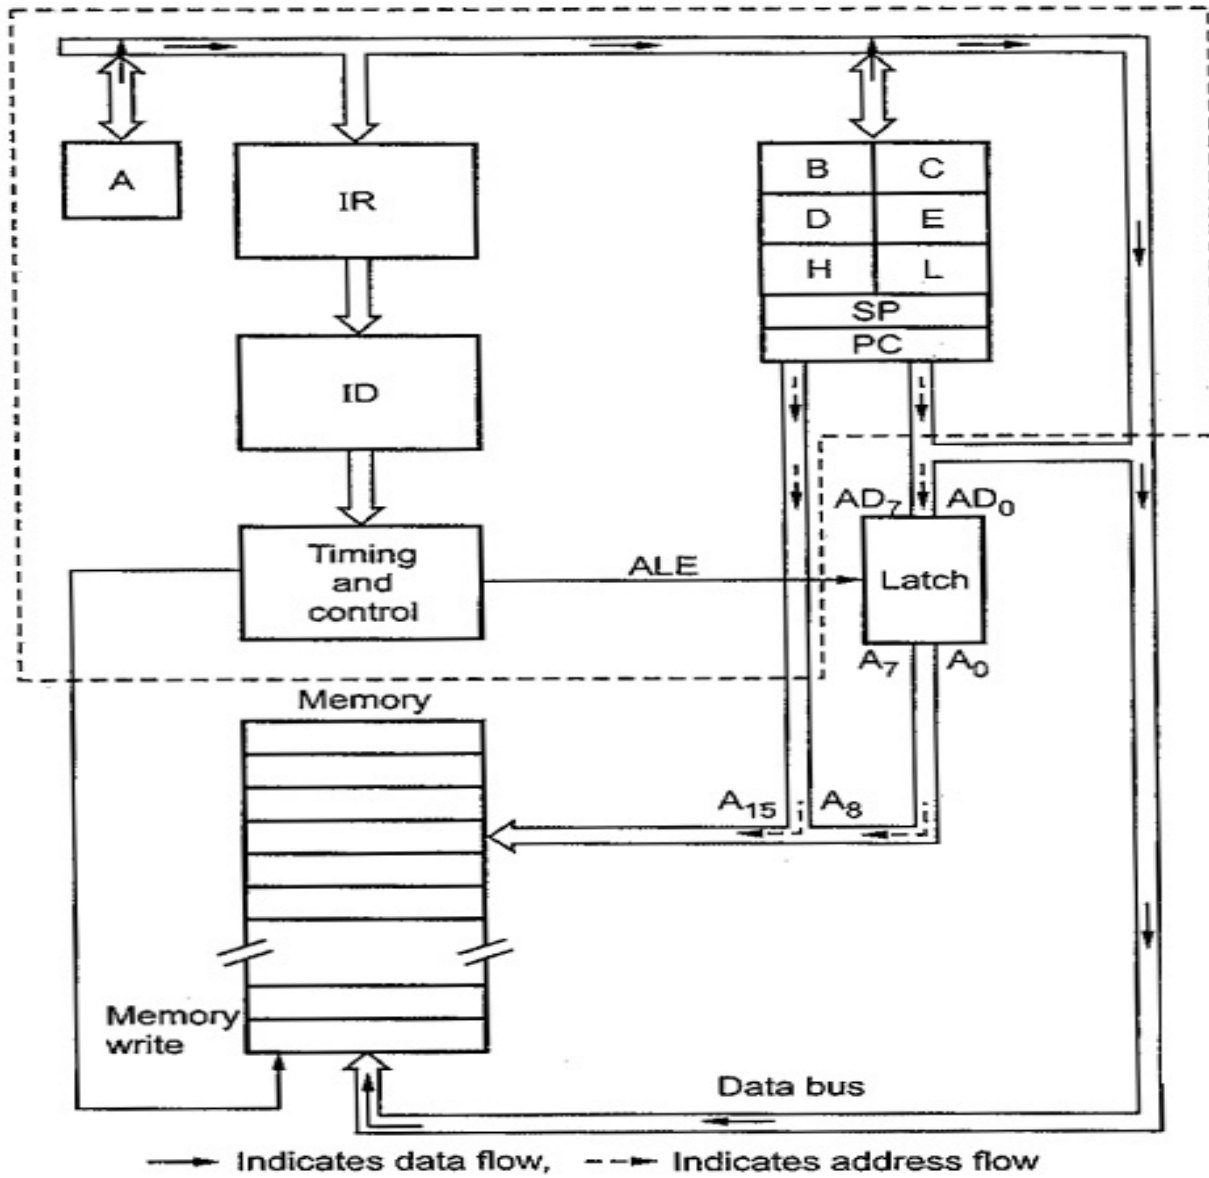 A
IR
B C
D E
H L
SP
PC
ID
AD7 AD0
Timing
and
control
ALE
Latch
A7 A0
Memory
A15 A8
Memory
write
Data bus
Indicates data flow, Indicates address flow